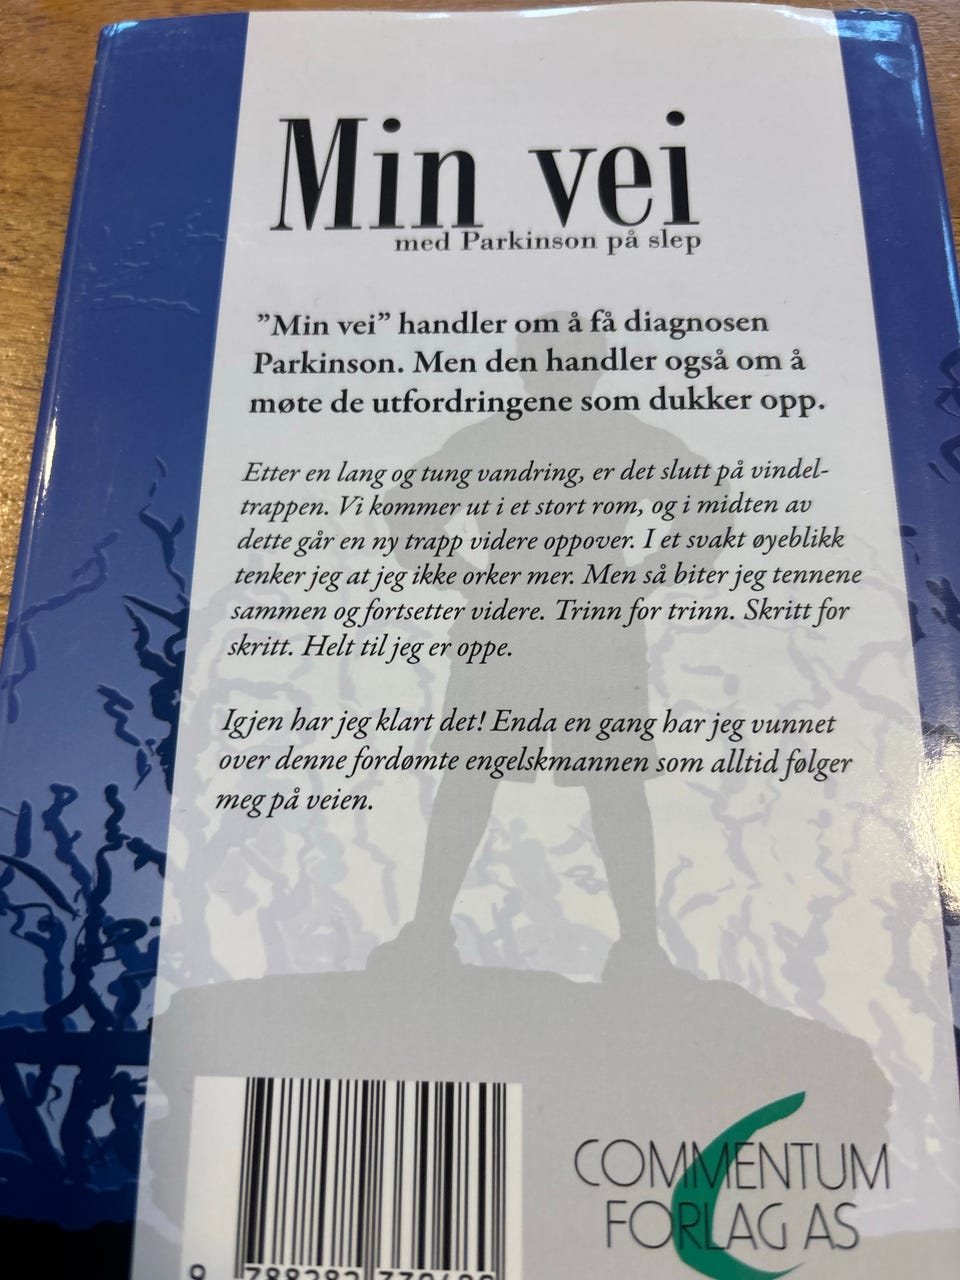 Min vei
med Parkinson på slep
”Min vei” handler om å få diagnosen
Parkinson. Men den handler også om å
møte de utfordringene som dukker opp.
Etter en lang og tung vandring, er det slutt på vindel-
trappen. Vi kommer ut i et stort rom, og i midten av
dette går en ny trapp videre oppover. I et svakt øyeblikk
tenker jeg at jeg ikke orker mer. Men så biter jeg tennene
sammen og fortsetter videre. Trinn for trinn. Skritt for
skritt. Helt til jeg er oppe.
Igjen har jeg klart det! Enda en gang har jeg vunnet
over denne fordømte engelskmannen som alltid følger
meg på veien.
COMMENTUM
FORLAG AS